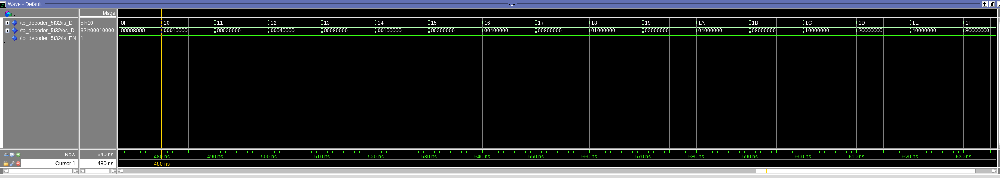 Wave - Default
Msgs
/tb_decoder_5t32/is_D 5'h10 0F 10 11 12 13 14 15 16 17 18 19 1A 1B 1C 1D 1E 1F
/tb_decoder_5t32/os_D 32'h00010000 00008000 00010000 00020000 00040000 00080000 00100000 00200000 00400000 00800000 01000000 02000000 04000000 08000000 10000000 20000000 40000000 80000000
/tb_decoder_5t32/is_EN 1
Now 640 ns 480 ns 490 ns 500 ns 510 ns 520 ns 530 ns 540 ns 550 ns 560 ns 570 ns 580 ns 590 ns 600 ns 610 ns 620 ns 630 ns
Cursor 1 480 ns 480 ns